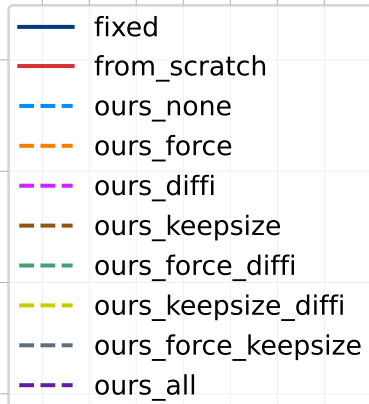 fixed
from_scratch
ours_none
ours_force
ours_diffi
ours_keepsize
ours_force_diffi
ours_keepsize_diffi
ours_force_keepsize
ours_all